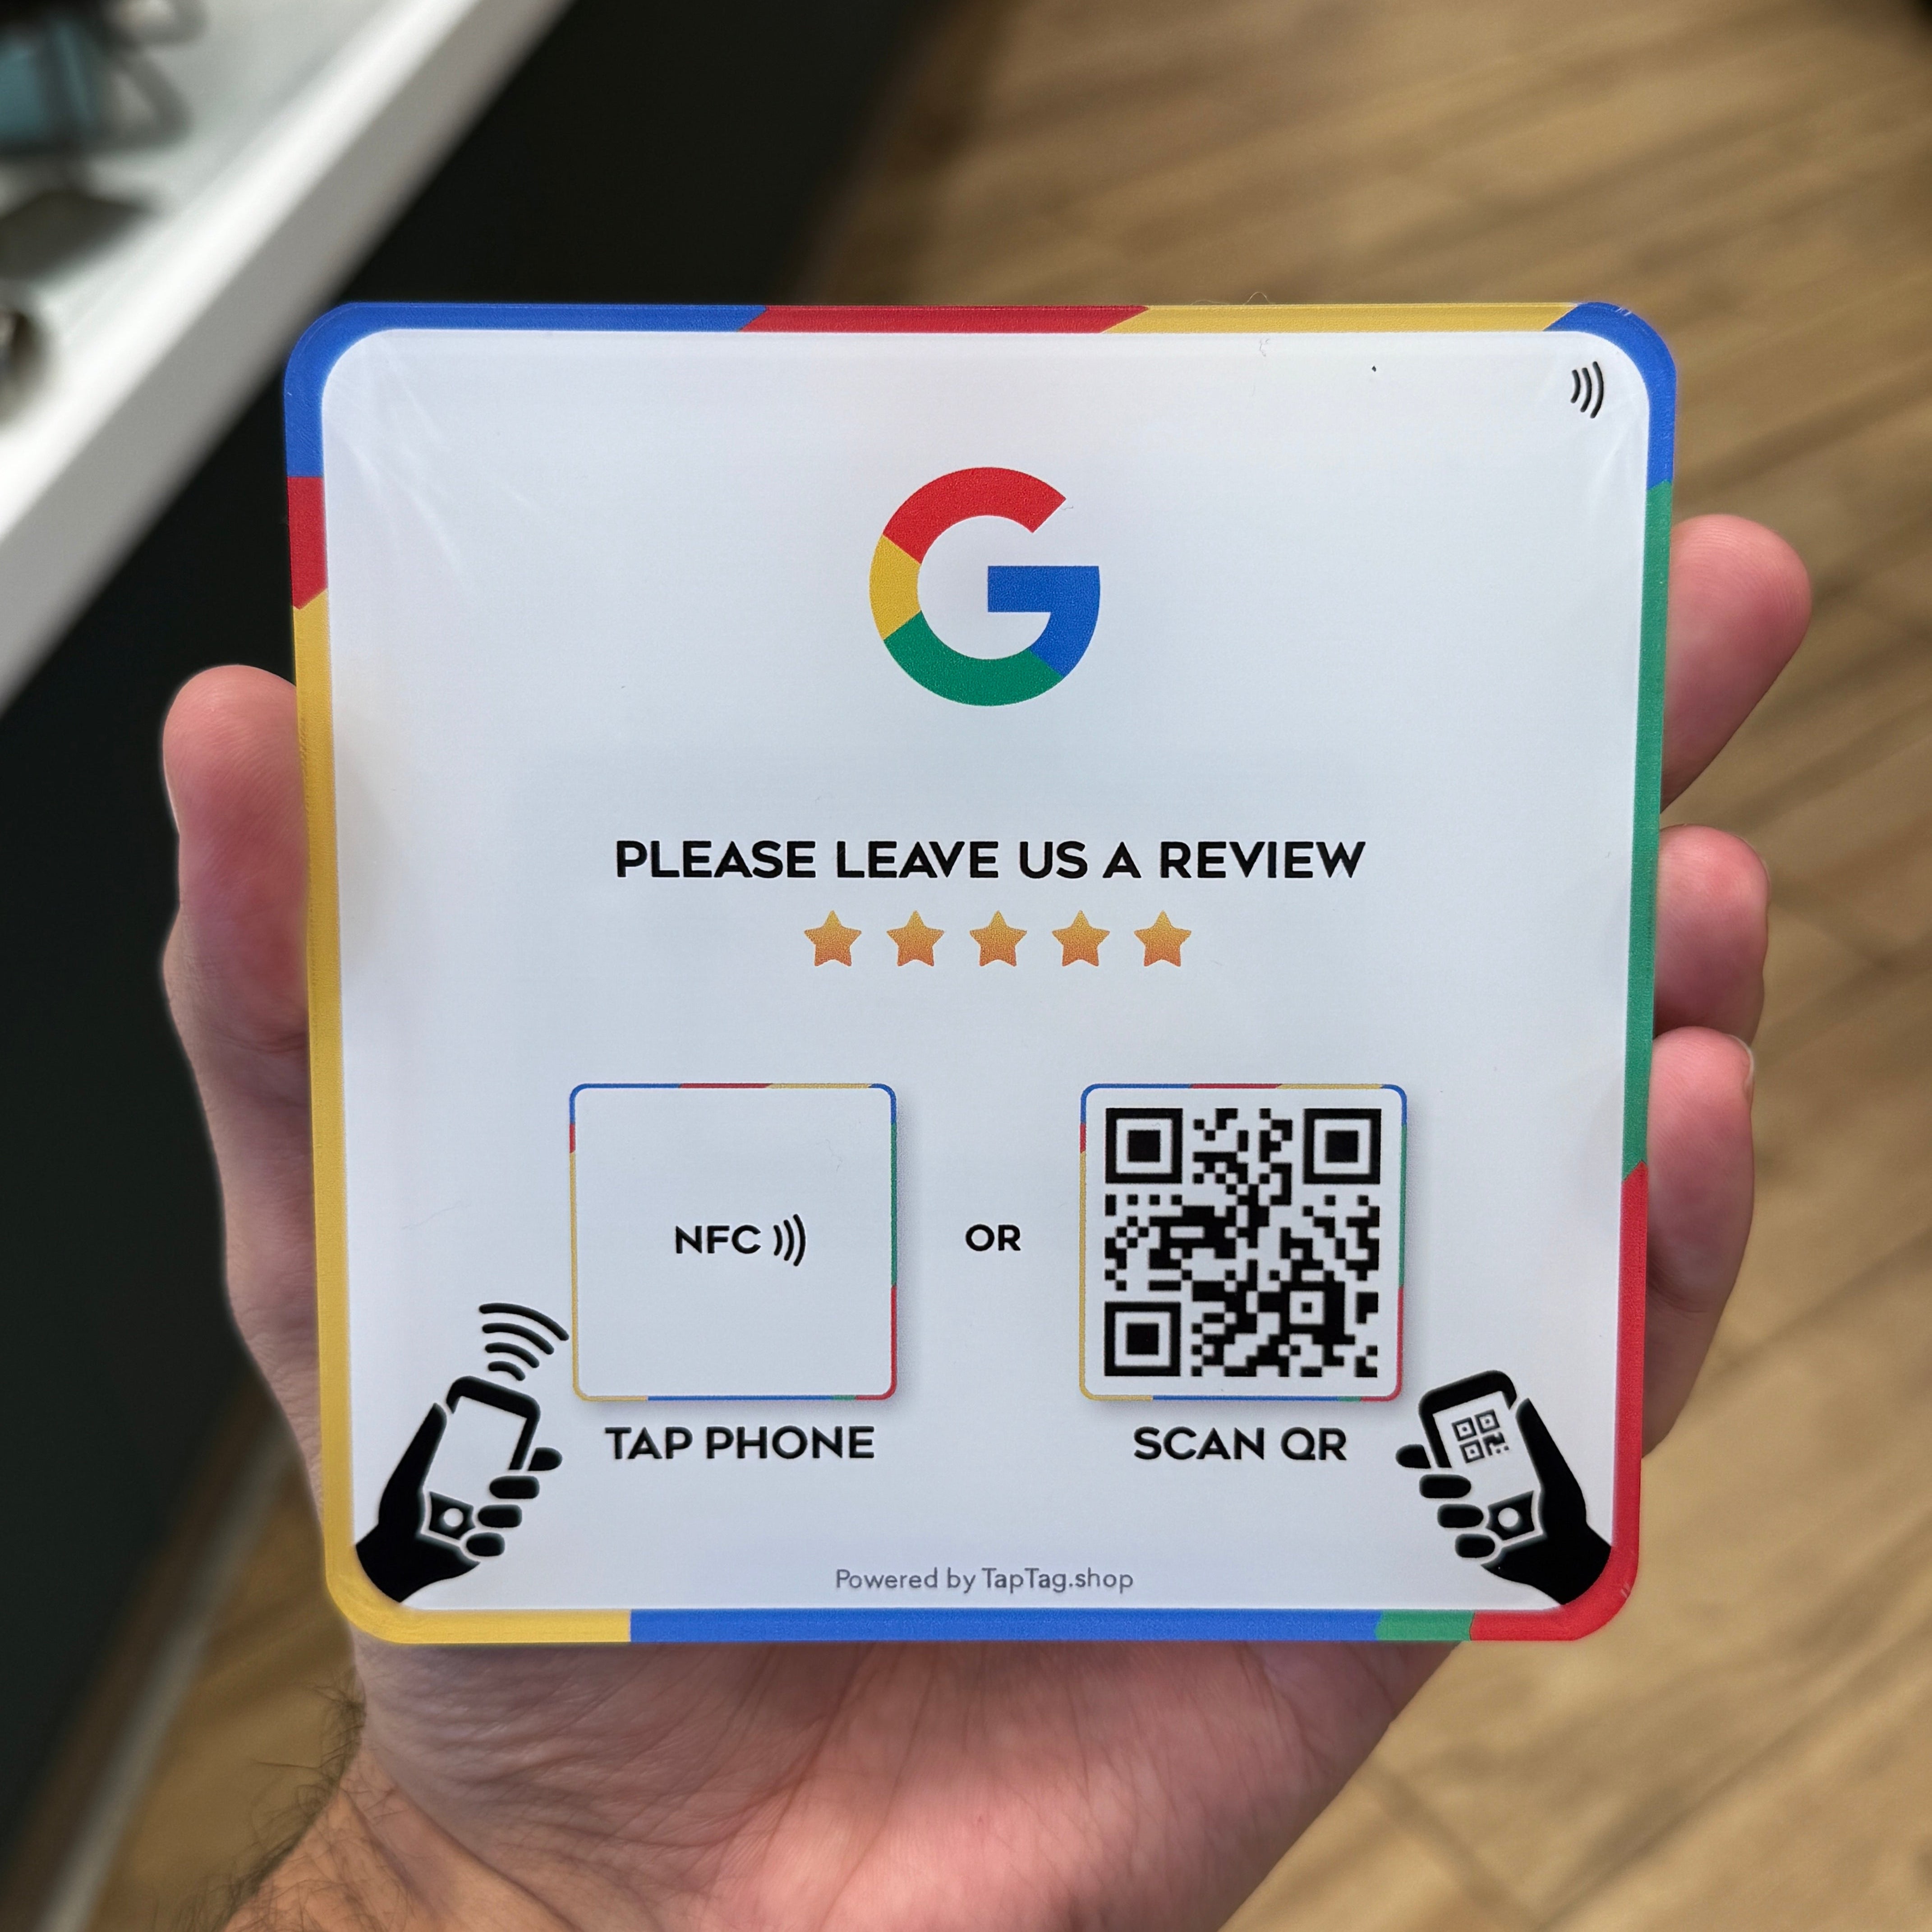 PLEASE LEAVE US A REVIEW
NFC
OR
TAP PHONE
SCAN QR
Powered by TapTag.shop